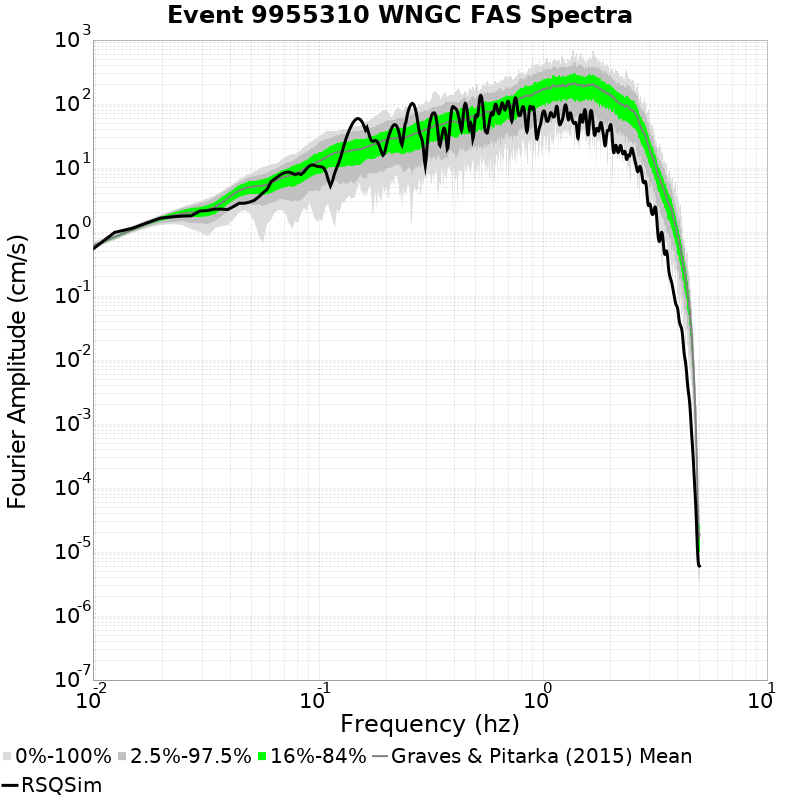 Event 9955310 WNGC FAS Spectra
10^3
10^2
10^1
10^0
10^-1
10^-2
10^-3
10^-4
10^-5
10^-6
10^-7
Fourier Amplitude (cm/s)
10^-2 10^-1 10^0 10^1
Frequency (hz)
0%-100% 2.5%-97.5% 16%-84% Graves & Pitarka (2015) Mean
RSQSim